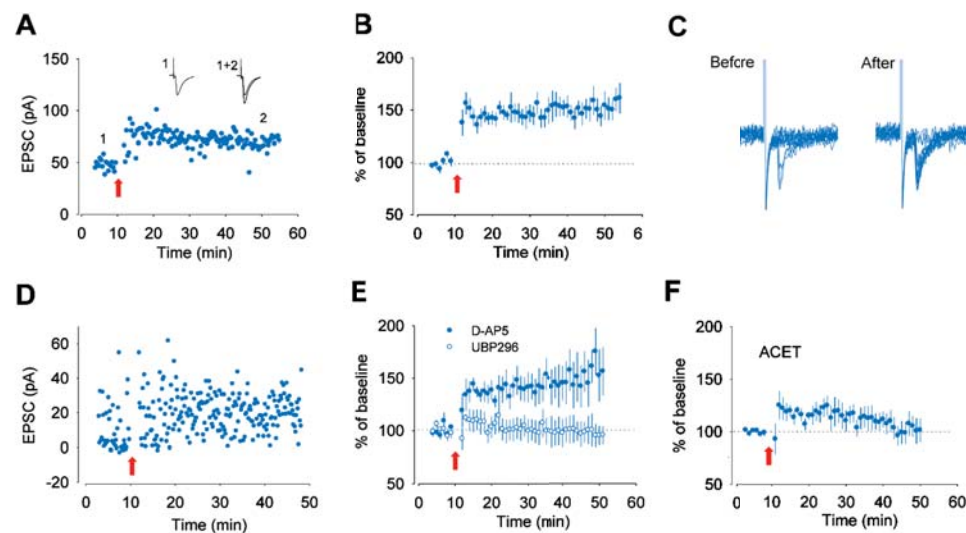 A
EPSC (pA)
150
100
50
0
1
1
1+2
2
0 10 20 30 40 50 60
Time (min)
B
% of baseline
200
150
100
50
0 10 20 30 40 50 6
Time (min)
C
Before
After
D
EPSC (pA)
60
40
20
0
-20
0 10 20 30 40 50
Time (min)
E
% of baseline
200
150
100
50
D-AP5
UBP296
0 10 20 30 40 50 60
Time (min)
F
% of baseline
200
150
100
50
ACET
0 10 20 30 40 50 60
Time (min)